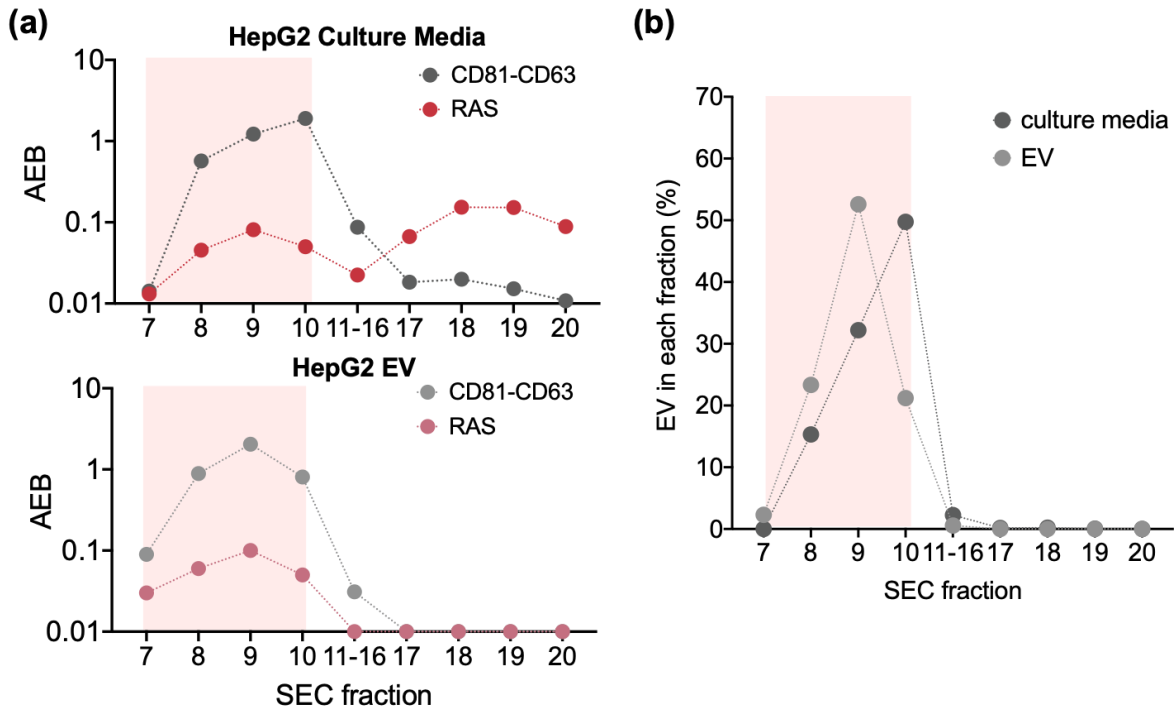 (a)
HepG2 Culture Media
CD81-CD63
RAS
AEB
10
1
0.1
0.01
7 8 9 10 11-16 17 18 19 20
HepG2 EV
CD81-CD63
RAS
AEB
10
1
0.1
0.01
7 8 9 10 11-16 17 18 19 20
SEC fraction
(b)
culture media
EV
EV in each fraction (%)
70
60
50
40
30
20
10
0
7 8 9 10 11-16 17 18 19 20
SEC fraction